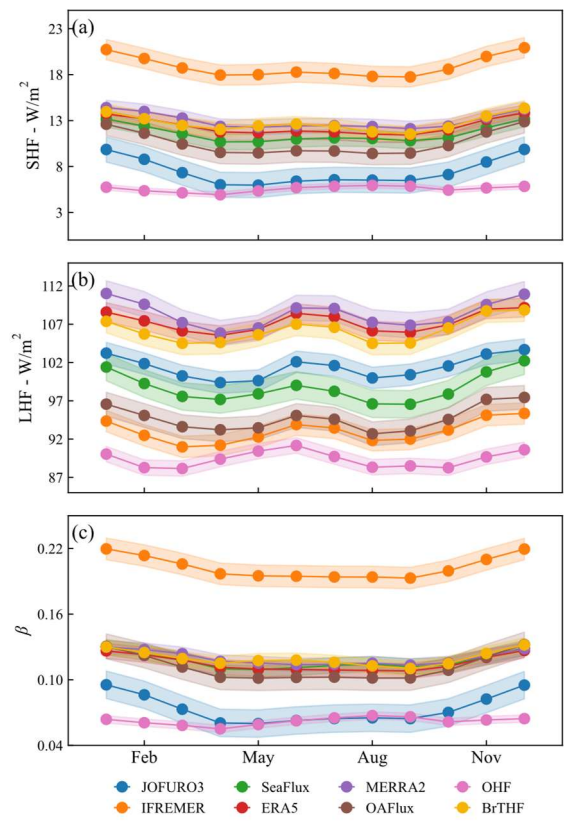 (a)
23
18
13
8
3
SHF - W/m²
(b)
112
107
102
97
92
87
LHF - W/m²
(c)
0.22
0.16
0.10
0.04
β
Feb May Aug Nov
JOFURO3 SeaFlux MERRA2 OHF
IFREMER ERA5 OAFlux BrTHF